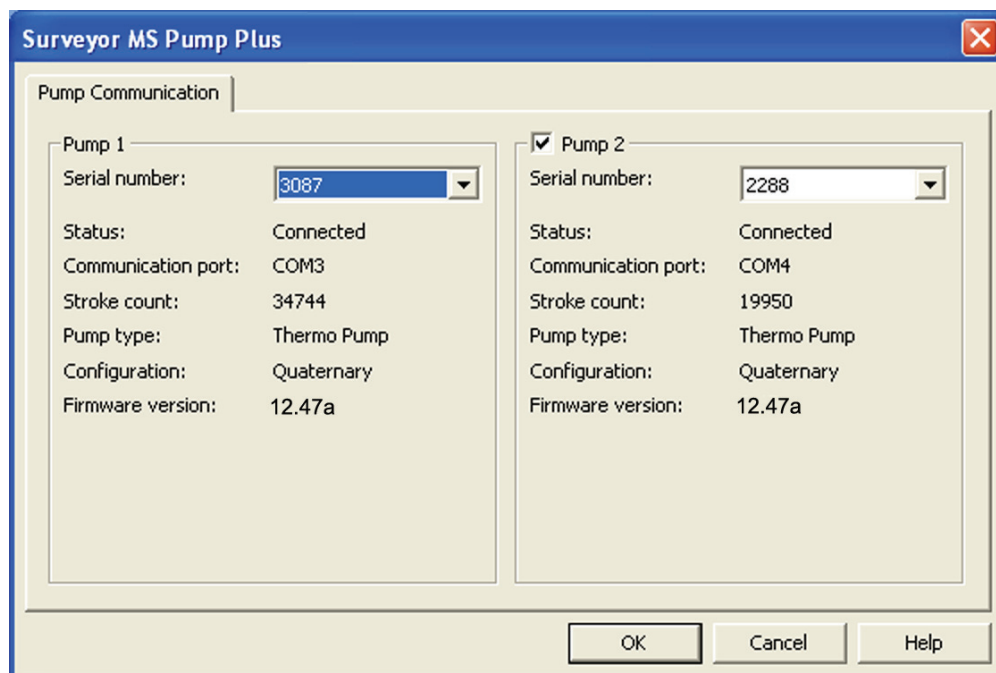 Surveyor MS Pump Plus
Pump Communication
Pump 1
Serial number: 3087
Status: Connected
Communication port: COM3
Stroke count: 34744
Pump type: Thermo Pump
Configuration: Quaternary
Firmware version: 12.47a
Pump 2
Serial number: 2288
Status: Connected
Communication port: COM4
Stroke count: 19950
Pump type: Thermo Pump
Configuration: Quaternary
Firmware version: 12.47a
OK Cancel Help